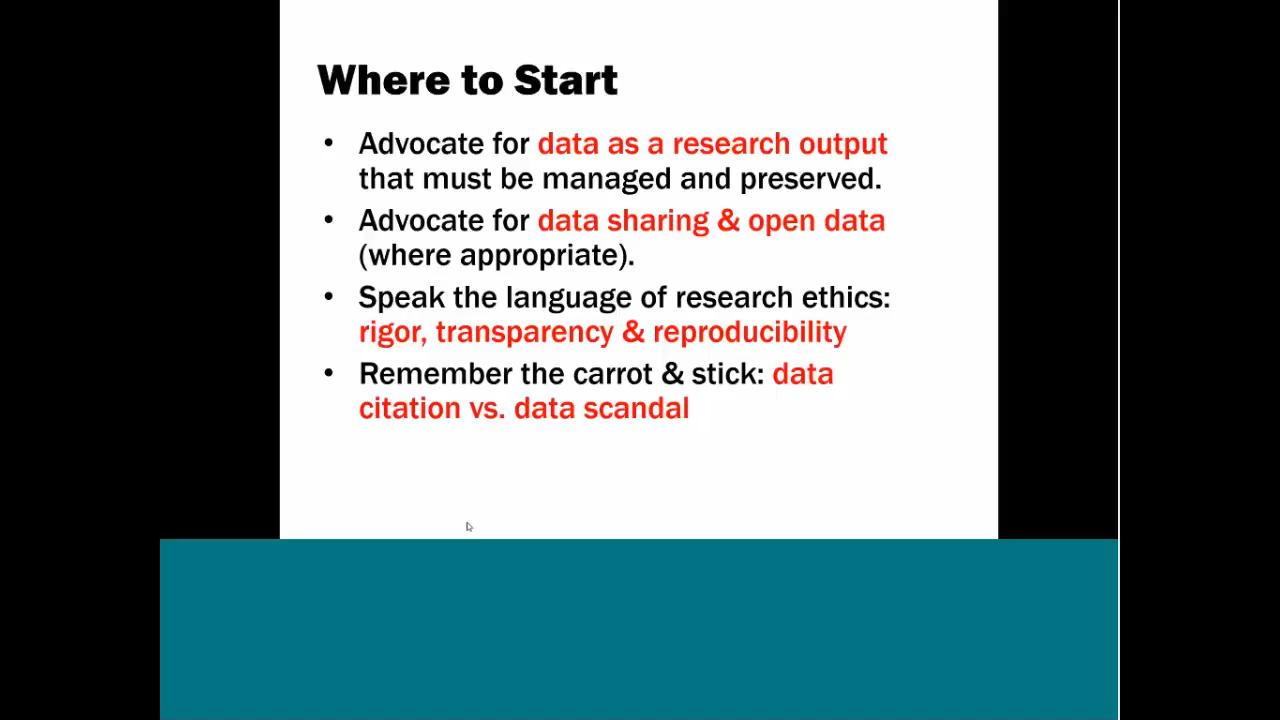 Where to Start
• Advocate for data as a research output
that must be managed and preserved.
• Advocate for data sharing & open data
(where appropriate).
• Speak the language of research ethics:
rigor, transparency & reproducibility
• Remember the carrot & stick: data
citation vs. data scandal